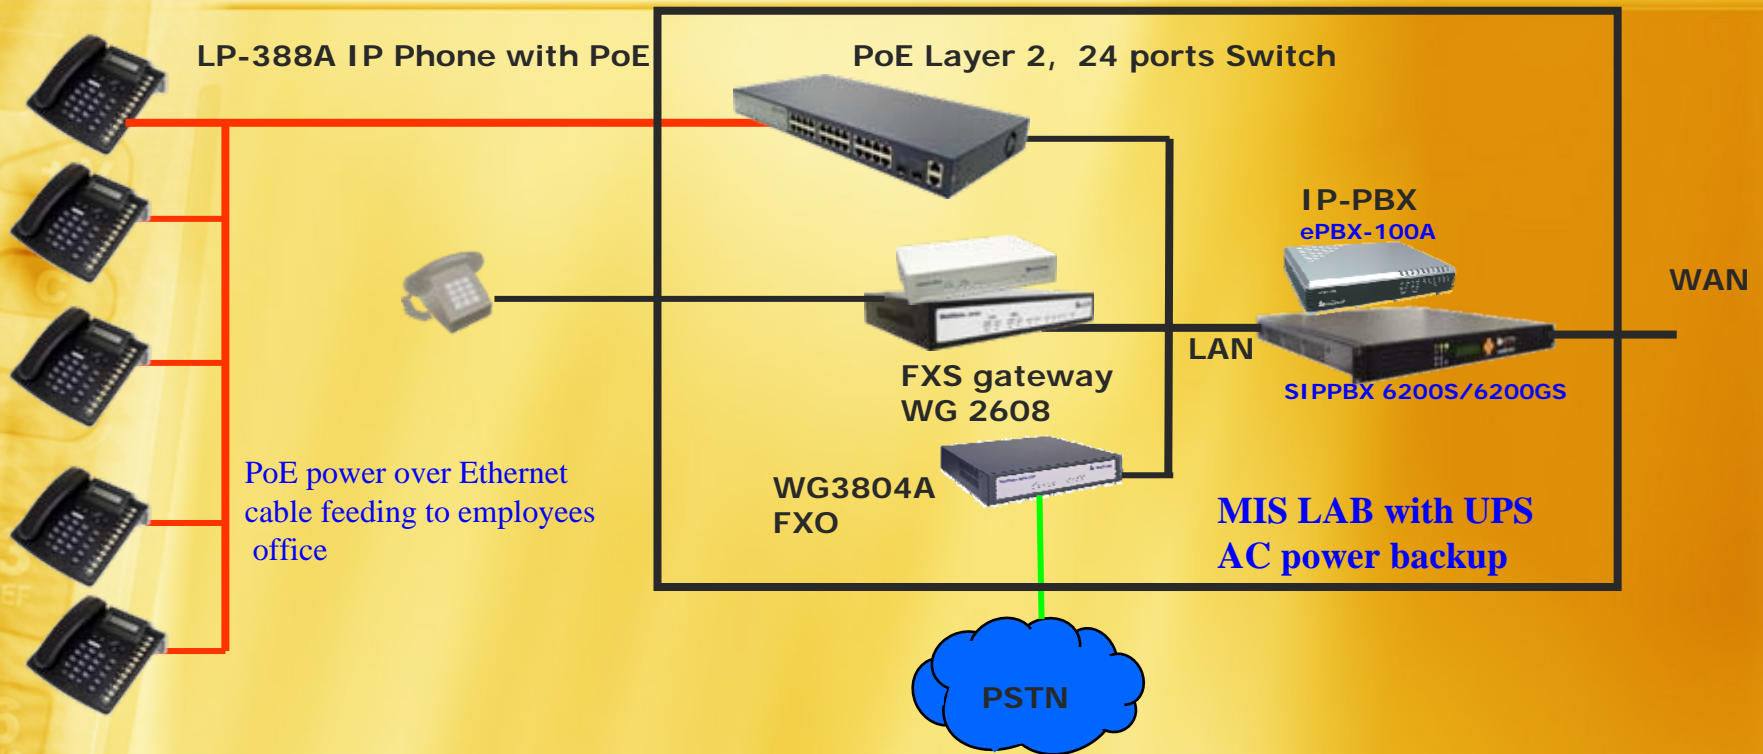 LP-388A IP Phone with PoE
PoE Layer 2, 24 ports Switch
IP-PBX
ePBX-100A
WAN
LAN
SIPPBX 6200S/6200GS
FXS gateway
WG 2608
PoE power over Ethernet
cable feeding to employees
office
WG3804A
FXO
MIS LAB with UPS
AC power backup
PSTN